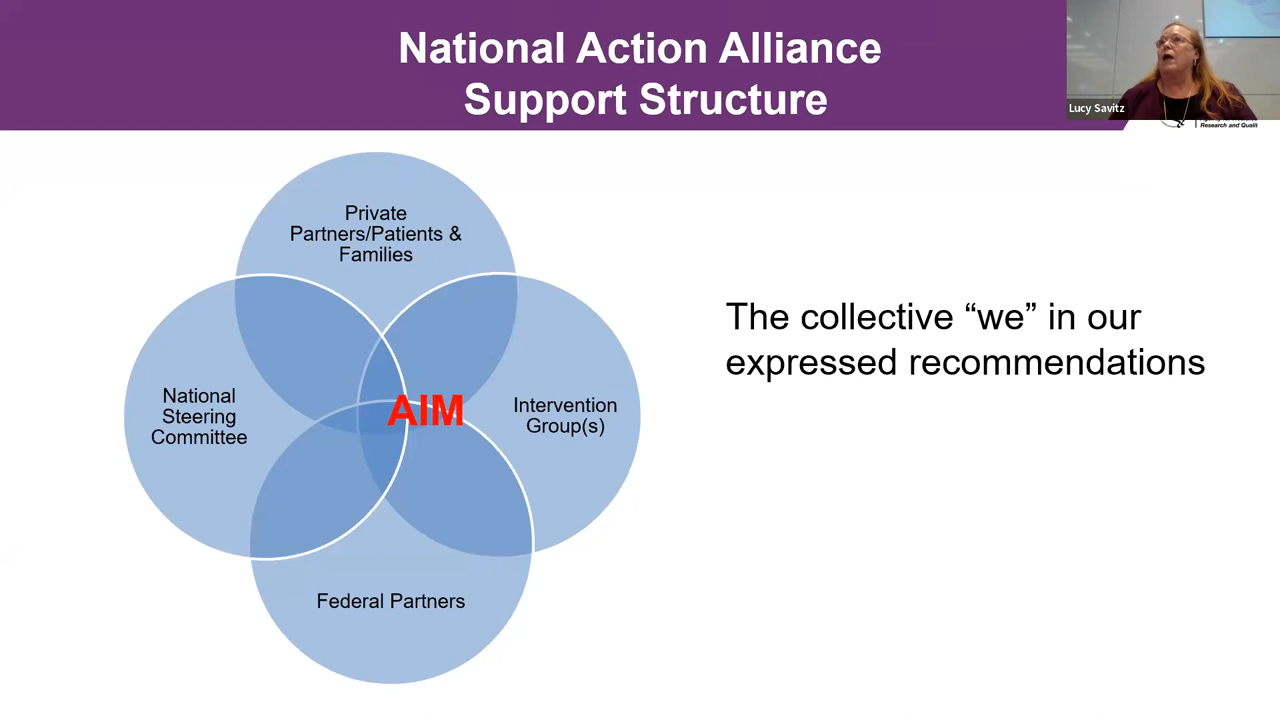 National Action Alliance
Support Structure
Lucy Savitz
Research and Qualit
Private
Partners/Patients &
Families
National
Steering
Committee
AIM
Intervention
Group(s)
Federal Partners
The collective “we” in our
expressed recommendations